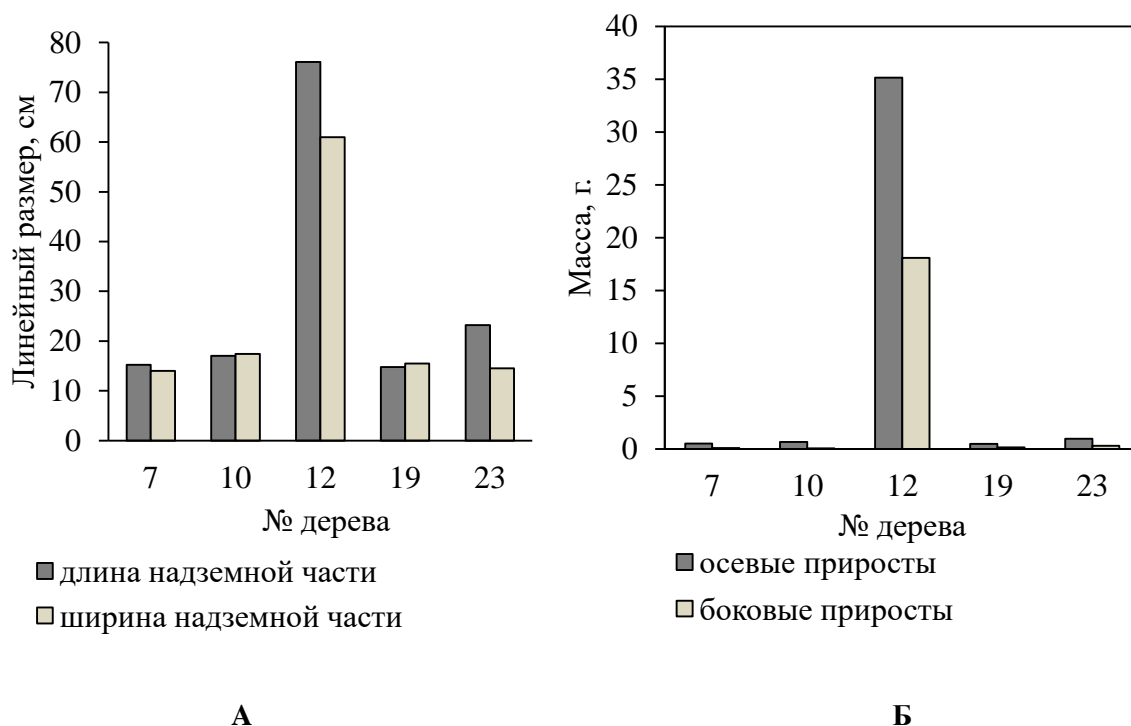 Линейный размер, см
80
70
60
50
40
30
20
10
0
7 10 12 19 23
№ дерева
длина надземной части
ширина надземной части
А
Масса, г.
40
35
30
25
20
15
10
5
0
7 10 12 19 23
№ дерева
осевые приросты
боковые приросты
Б